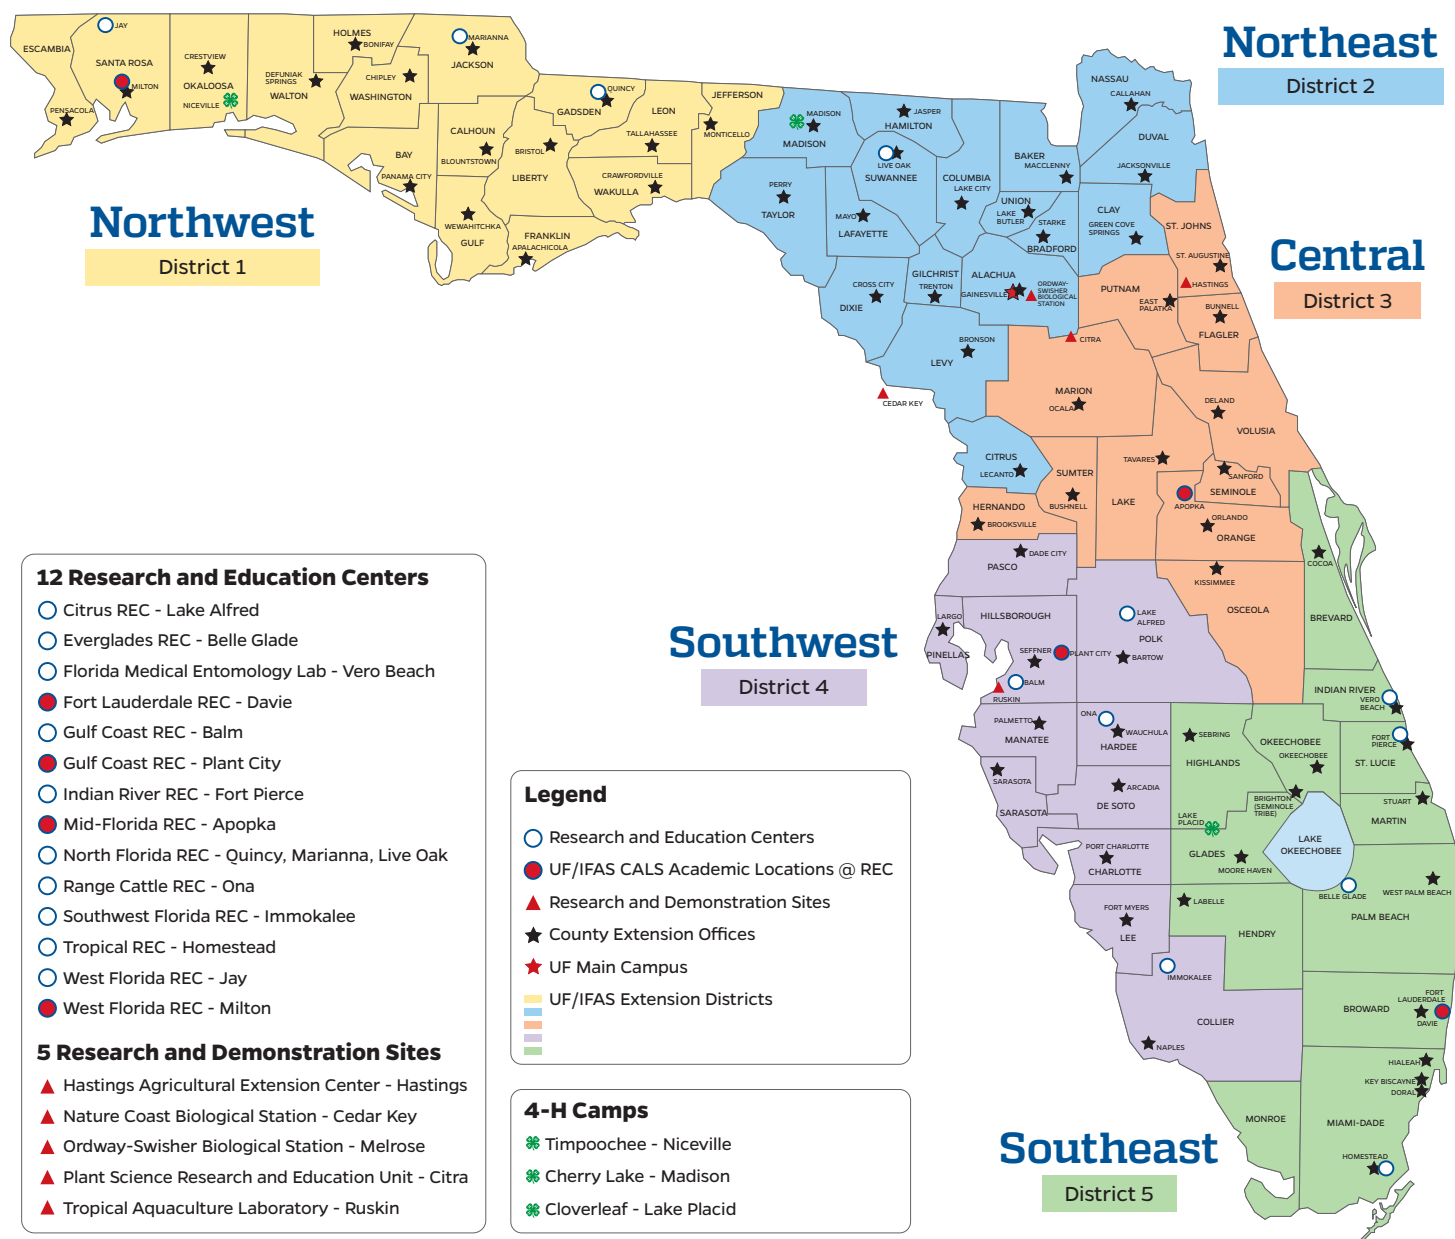 Northwest
District 1
ESCAMBIA
PENSACOLA
JAY
SANTA ROSA
MILTON
CRESTVIEW
OKALOOSA
NICEVILLE
DEFUNIAK
SPRINGS
WALTON
HOLMES
BONIFAY
CHIPLEY
WASHINGTON
MARIANNA
JACKSON
BAY
PANAMA CITY
CALHOUN
BLOUNTSTOWN
WEWAHITCHKA
GULF
GADSDEN
QUINCY
BRISTOL
LIBERTY
FRANKLIN
APALACHICOLA
LEON
TALLAHASSEE
CRAWFORDVILLE
WAKULLA
JEFFERSON
MONTICELLO
Northeast
District 2
MADISON
MADISON
JASPER
HAMILTON
LIVE OAK
SUWANNEE
PERRY
TAYLOR
MAYO
LAFAYETTE
COLUMBIA
LAKE CITY
BAKER
MACCLENNY
NASSAU
CALLAHAN
DUVAL
JACKSONVILLE
UNION
LAKE
BUTLER
STARKE
BRADFORD
CLAY
GREEN COVE
SPRINGS
CROSS CITY
DIXIE
GILCHRIST
TRENTON
ALACHUA
GAINESVILLE
ORDWAY-
SWISHER
BIOLOGICAL
STATION
BRONSON
LEVY
CEDAR KEY
CITRUS
LECANTO
Central
District 3
ST. JOHNS
ST. AUGUSTINE
HASTINGS
PUTNAM
EAST
PALATKA
BUNNELL
FLAGLER
CITRA
MARION
OCALA
DELAND
VOLUSIA
SUMTER
BUSHNELL
TAVARES
LAKE
SANFORD
SEMINOLE
APOPKA
ORLANDO
ORANGE
HERNANDO
BROOKSVILLE
KISSIMMEE
OSCEOLA
Southwest
District 4
DADE CITY
PASCO
LARGO
PINELLAS
HILLSBOROUGH
SEFFNER
PLANT CITY
BALM
RUSKIN
LAKE
ALFRED
POLK
BARTOW
PALMETTO
MANATEE
ONA
WAUCHULA
HARDEE
SARASOTA
SARASOTA
ARCADIA
DE SOTO
PORT CHARLOTTE
CHARLOTTE
FORT MYERS
LEE
IMMOKALEE
COLLIER
NAPLES
Southeast
District 5
COCOA
BREVARD
INDIAN RIVER
VERO
BEACH
SEBRING
HIGHLANDS
OKEECHOBEE
OKEECHOBEE
FORT
PIERCE
ST. LUCIE
BRIGHTON
(SEMINOLE
TRIBE)
STUART
MARTIN
LAKE
PLACID
GLADES
MOORE HAVEN
LAKE
OKEECHOBEE
BELLE GLADE
WEST PALM BEACH
PALM BEACH
LABELLE
HENDRY
FORT
LAUDERDALE
BROWARD
DAVIE
HIALEAH
KEY BISCAYNE
DORAL
MONROE
MIAMI-DADE
HOMESTEAD
12 Research and Education Centers
Citrus REC - Lake Alfred
Everglades REC - Belle Glade
Florida Medical Entomology Lab - Vero Beach
Fort Lauderdale REC - Davie
Gulf Coast REC - Balm
Gulf Coast REC - Plant City
Indian River REC - Fort Pierce
Mid-Florida REC - Apopka
North Florida REC - Quincy, Marianna, Live Oak
Range Cattle REC - Ona
Southwest Florida REC - Immokalee
Tropical REC - Homestead
West Florida REC - Jay
West Florida REC - Milton
5 Research and Demonstration Sites
Hastings Agricultural Extension Center - Hastings
Nature Coast Biological Station - Cedar Key
Ordway-Swisher Biological Station - Melrose
Plant Science Research and Education Unit - Citra
Tropical Aquaculture Laboratory - Ruskin
Legend
Research and Education Centers
UF/IFAS CALS Academic Locations @ REC
Research and Demonstration Sites
County Extension Offices
UF Main Campus
UF/IFAS Extension Districts
4-H Camps
Timpoochee - Niceville
Cherry Lake - Madison
Cloverleaf - Lake Placid